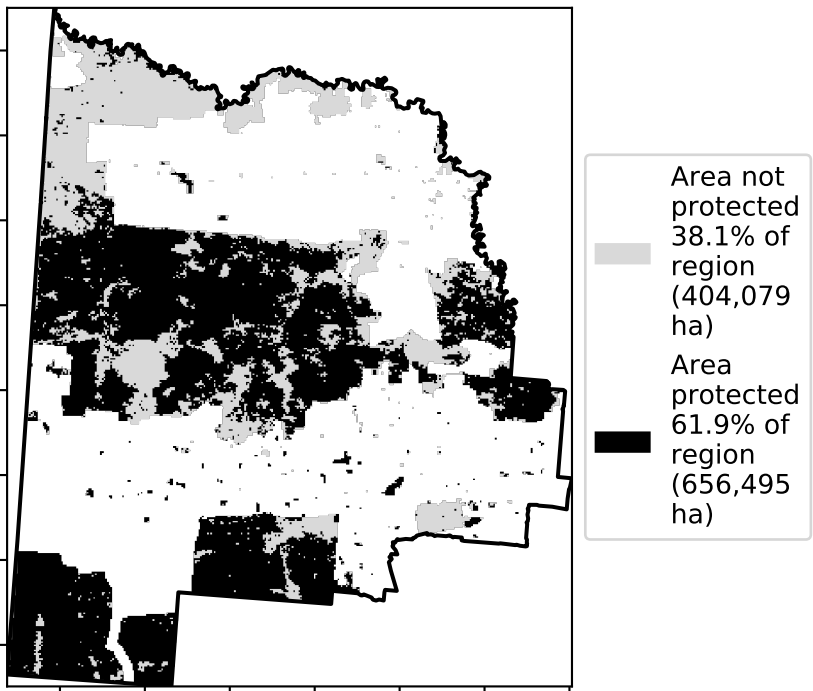 Area not
protected
38.1% of
region
(404,079
ha)
Area
protected
61.9% of
region
(656,495
ha)